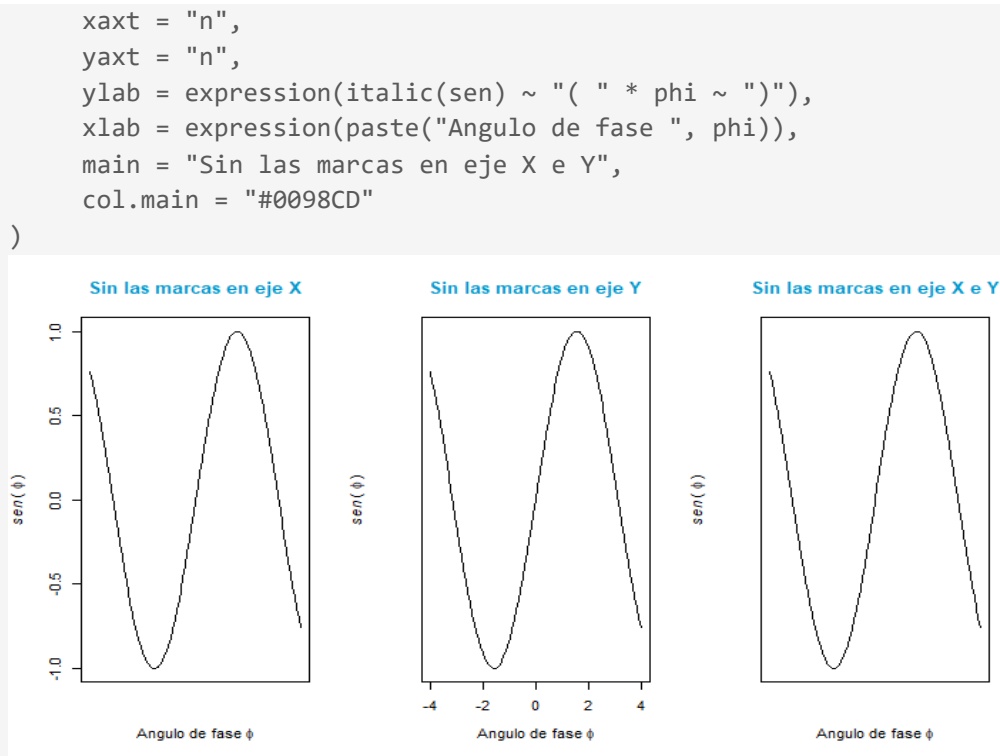 xaxt = "n",
yaxt = "n",
ylab = expression(italic(sen) ~ "( " * phi ~ ")"),
xlab = expression(paste("Angulo de fase ", phi)),
main = "Sin las marcas en eje X e Y",
col.main = "#0098CD"
)
Sin las marcas en eje X
1.0
0.5
0.0
-0.5
-1.0
sen( ϕ )
Angulo de fase ϕ
Sin las marcas en eje Y
sen( ϕ )
-4 -2 0 2 4
Angulo de fase ϕ
Sin las marcas en eje X e Y
sen( ϕ )
Angulo de fase ϕ